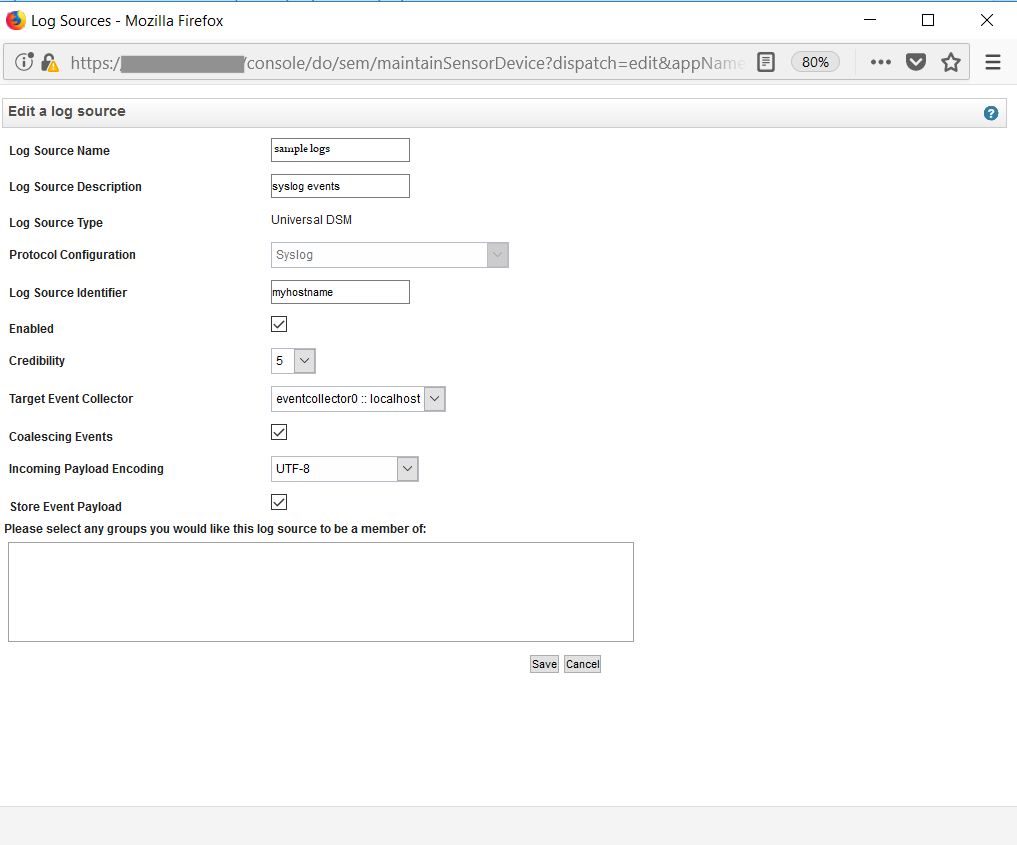 Log Sources - Mozilla Firefox
https:/ /console/do/sem/maintainSensorDevice?dispatch=edit&appName 80%
Edit a log source
Log Source Name sample logs
Log Source Description syslog events
Log Source Type Universal DSM
Protocol Configuration Syslog
Log Source Identifier myhostname
Enabled
Credibility 5
Target Event Collector eventcollector0 :: localhost
Coalescing Events
Incoming Payload Encoding UTF-8
Store Event Payload
Please select any groups you would like this log source to be a member of:
Save Cancel